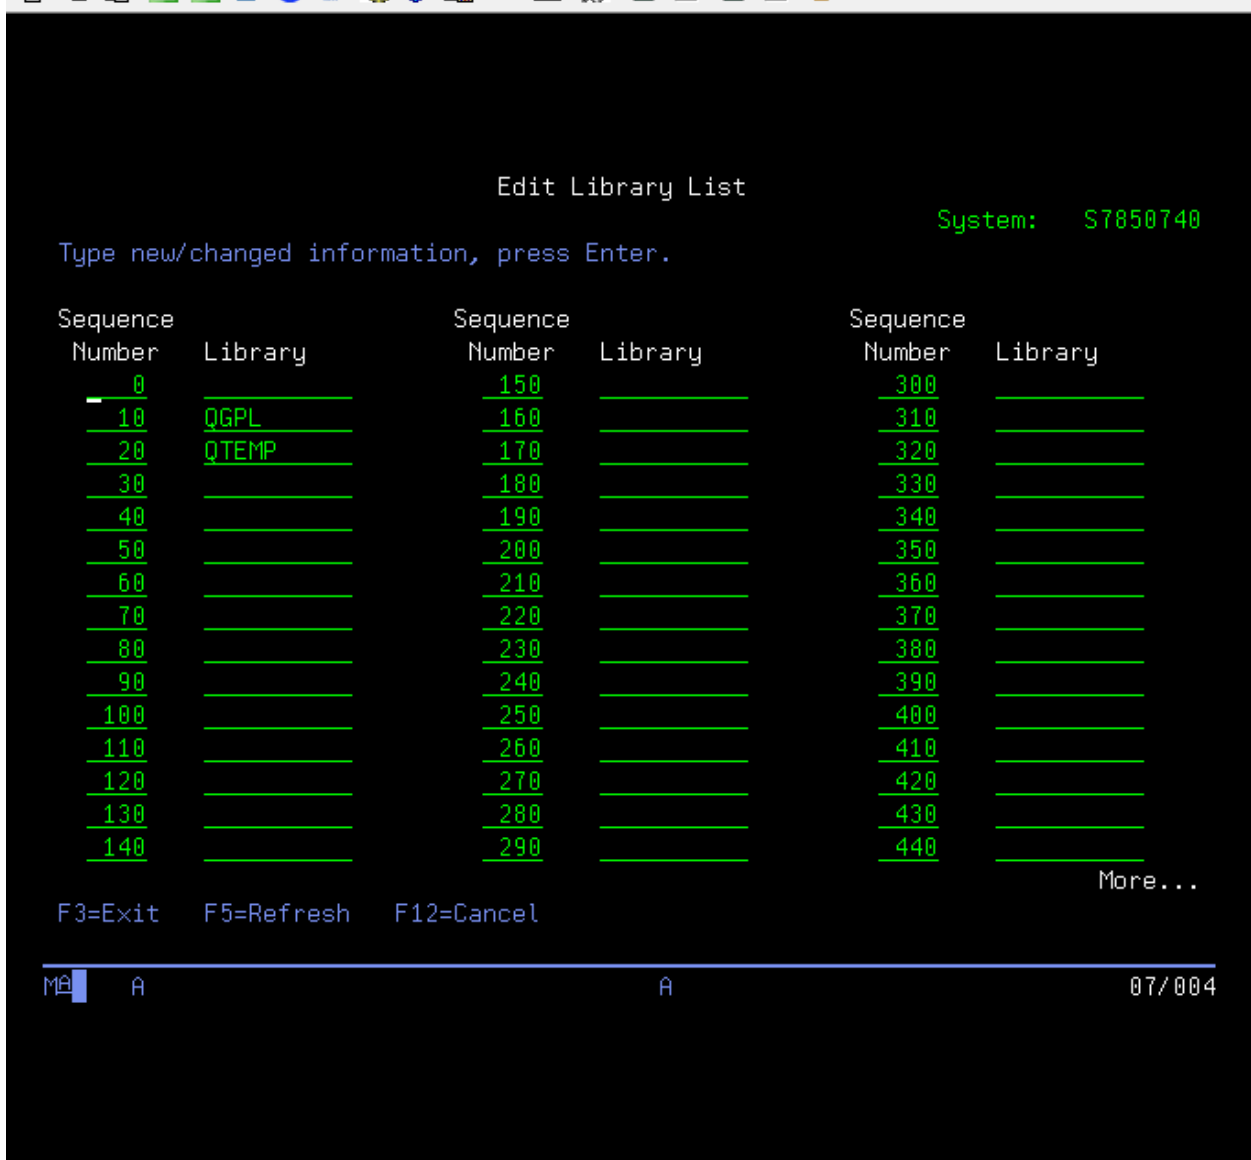 Edit Library List
System: S7850740
Type new/changed information, press Enter.
Sequence Sequence Sequence
Number Library Number Library Number Library
0 150 300
10 QGPL 160 310
20 QTEMP 170 320
30 180 330
40 190 340
50 200 350
60 210 360
70 220 370
80 230 380
90 240 390
100 250 400
110 260 410
120 270 420
130 280 430
140 290 440
More...
F3=Exit F5=Refresh F12=Cancel
MA A A 07/004